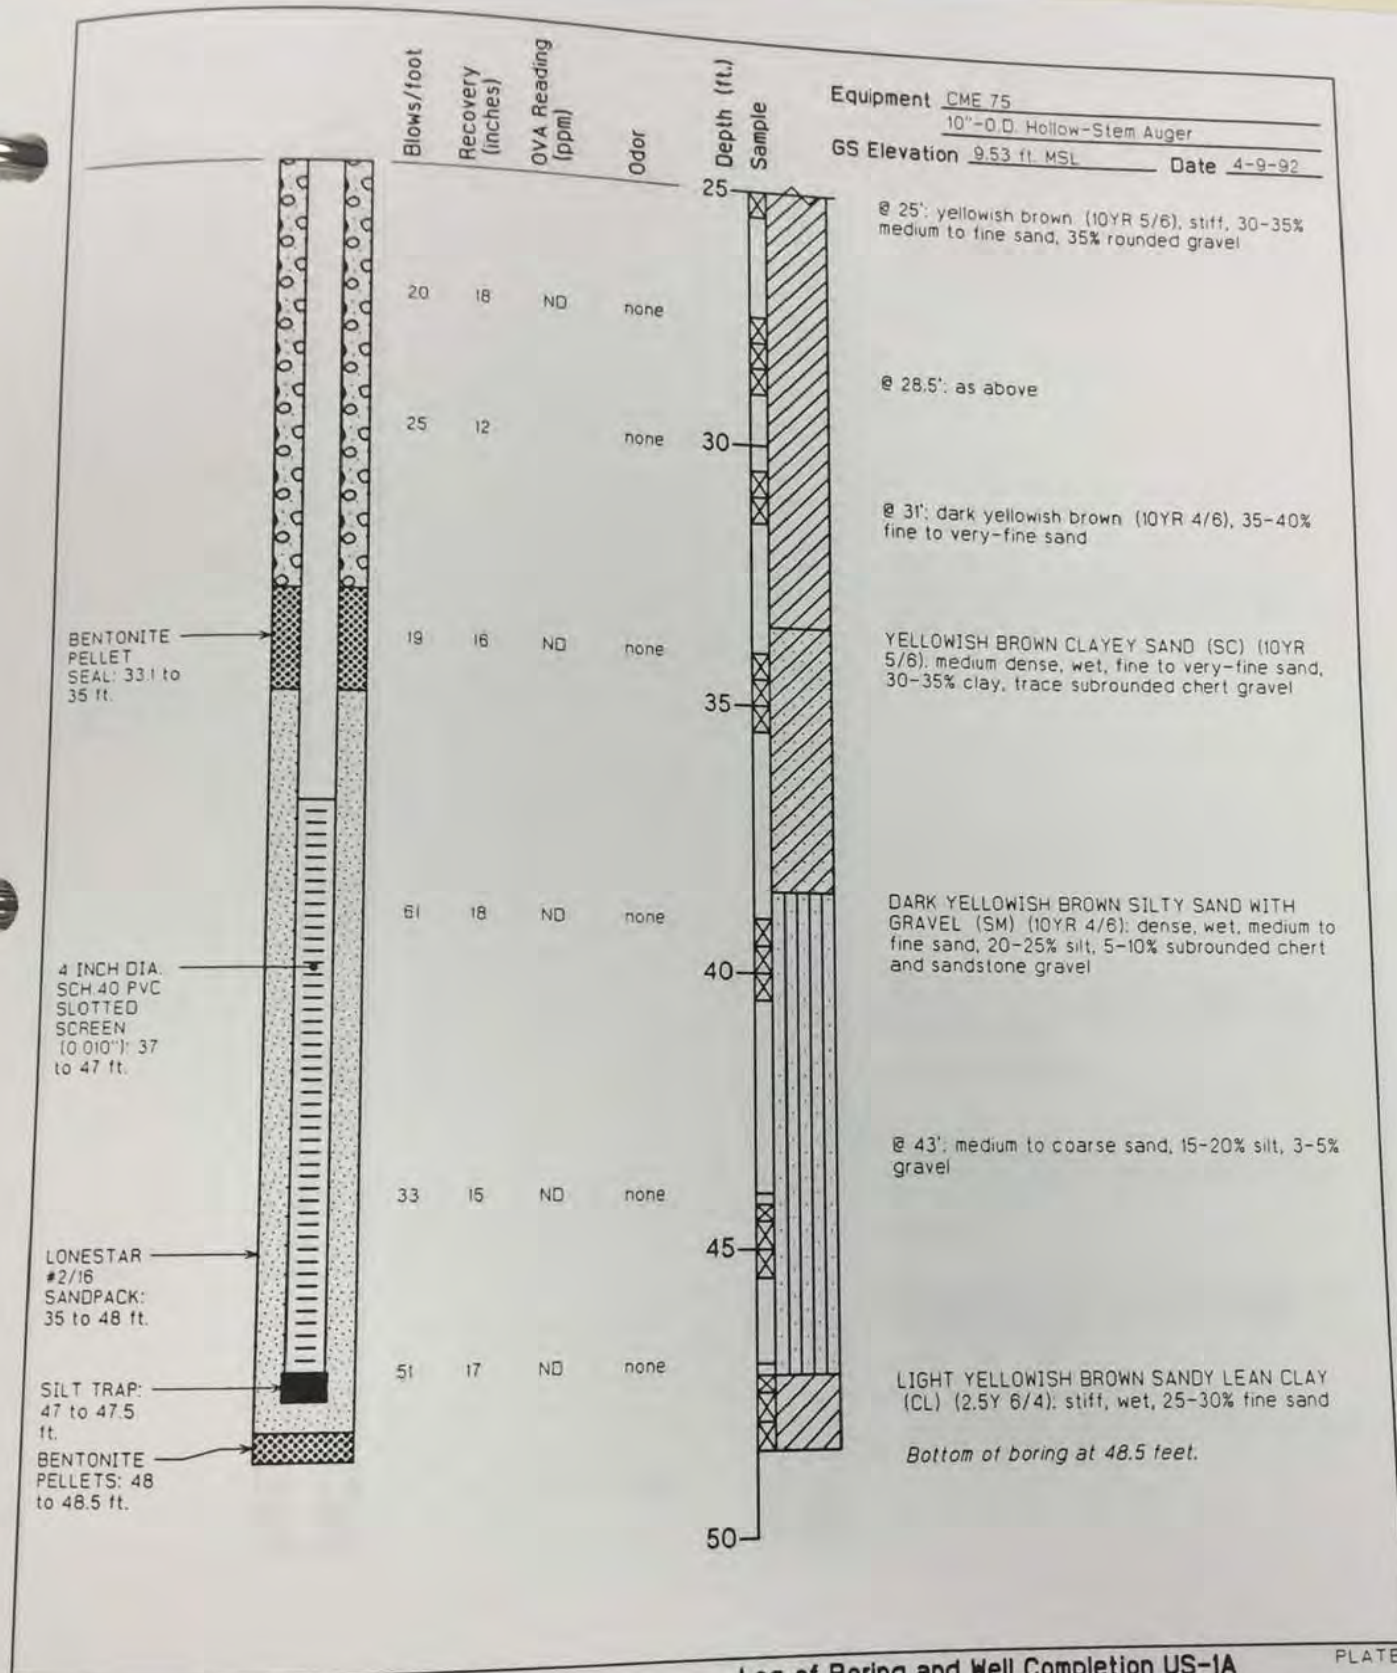 Blows/foot
Recovery
(inches)
OVA Reading
(ppm)
Odor
Depth (ft.)
Sample
Equipment CME 75
10"-O.D. Hollow-Stem Auger
GS Elevation 9.53 ft. MSL Date 4-9-92
25
@ 25': yellowish brown (10YR 5/6), stiff, 30-35%
medium to fine sand, 35% rounded gravel
20 18 ND none
@ 28.5': as above
25 12 none
30
@ 31': dark yellowish brown (10YR 4/6), 35-40%
fine to very-fine sand
BENTONITE
PELLET
SEAL: 33.1 to
35 ft.
19 16 ND none
YELLOWISH BROWN CLAYEY SAND (SC) (10YR
5/6): medium dense, wet, fine to very-fine sand,
30-35% clay, trace subrounded chert gravel
35
61 18 ND none
DARK YELLOWISH BROWN SILTY SAND WITH
GRAVEL (SM) (10YR 4/6): dense, wet, medium to
fine sand, 20-25% silt, 5-10% subrounded chert
and sandstone gravel
40
4 INCH DIA.
SCH.40 PVC
SLOTTED
SCREEN
(0.010"): 37
to 47 ft.
@ 43': medium to coarse sand, 15-20% silt, 3-5%
gravel
33 15 ND none
45
LONESTAR
#2/16
SANDPACK:
35 to 48 ft.
51 17 ND none
SILT TRAP:
47 to 47.5
ft.
LIGHT YELLOWISH BROWN SANDY LEAN CLAY
(CL) (2.5Y 6/4): stiff, wet, 25-30% fine sand
BENTONITE
PELLETS: 48
to 48.5 ft.
Bottom of boring at 48.5 feet.
50
Log of Boring and Well Completion US-1A
PLATE